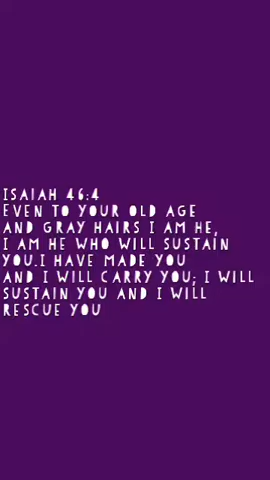 Isaiah 46:4
Even to your old age
and gray hairs I am he,
I am he who will sustain
you.I have made you
and I will carry you; I will
sustain you and I will
rescue you